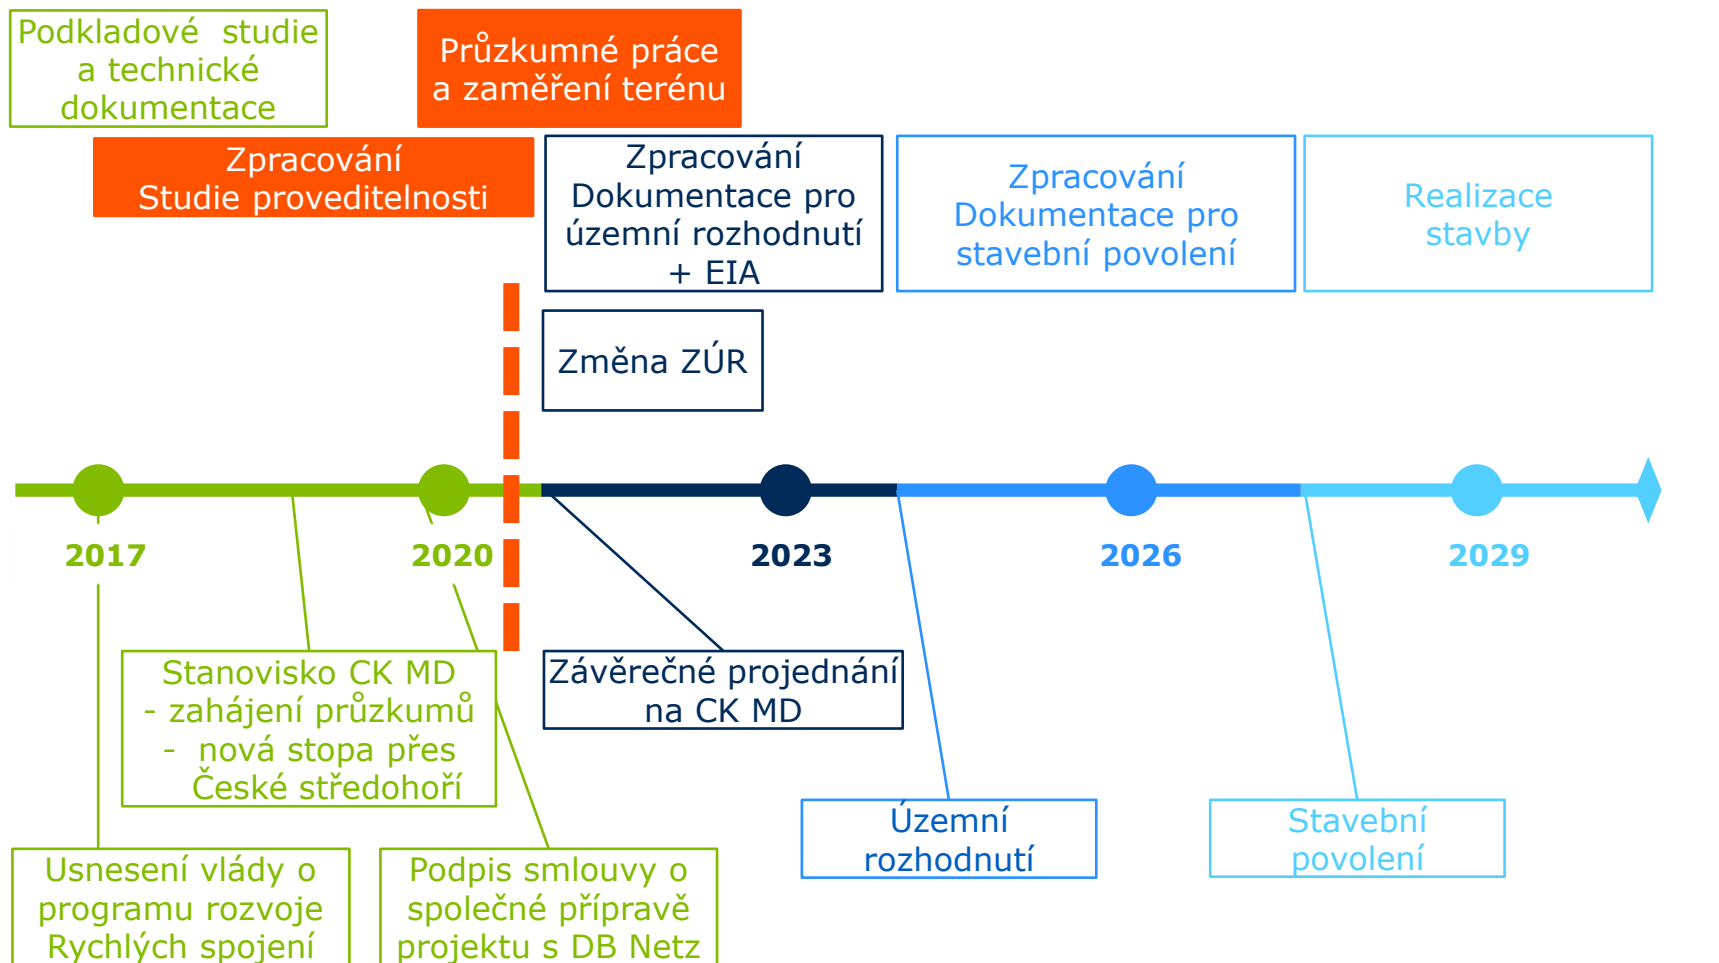 Podkladové studie
a technické
dokumentace
Průzkumné práce
a zaměření terénu
Zpracování
Studie proveditelnosti
Zpracování
Dokumentace pro
územní rozhodnutí
+ EIA
Zpracování
Dokumentace pro
stavební povolení
Realizace
stavby
Změna ZÚR
2017
2020
2023
2026
2029
Stanovisko CK MD
- zahájení průzkumů
- nová stopa přes
České středohoří
Závěrečné projednání
na CK MD
Územní
rozhodnutí
Stavební
povolení
Usnesení vlády o
programu rozvoje
Rychlých spojení
Podpis smlouvy o
společné přípravě
projektu s DB Netz